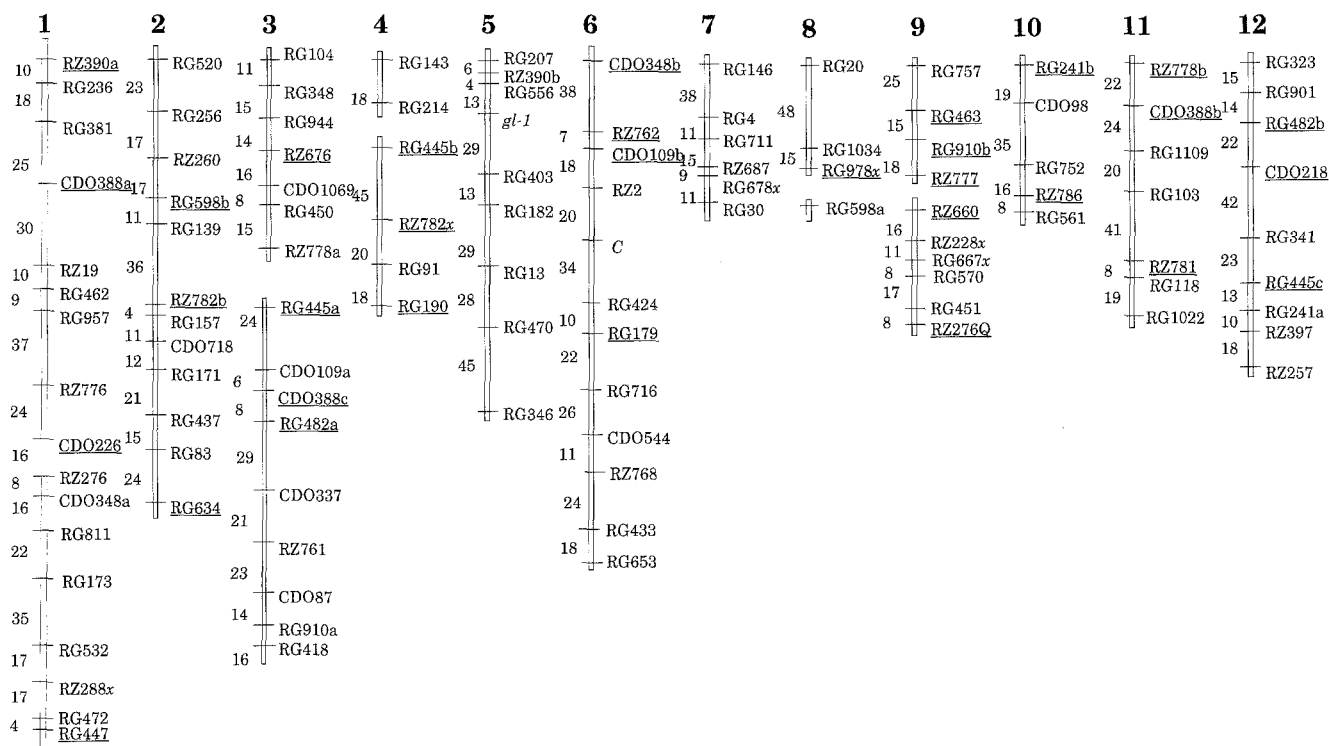 1
10 RZ390a
RG236
18
RG381
25
CDO388a
30
RZ19
10
RG462
9
RG957
37
RZ776
24
CDO226
16
RZ276
8
CDO348a
16
RG811
22
RG173
35
RG532
17
RZ288x
17
RG472
4
RG447
2
RG520
23
RG256
17
RZ260
17
RG598b
11
RG139
36
RZ782b
4
RG157
11
CDO718
12
RG171
21
RG437
15
RG83
24
RG634
3
RG104
11
RG348
15
RG944
14
RZ676
16
CDO1069
8
RG450
15
RZ778a
RG445a
24
CDO109a
6
CDO388c
8
RG482a
29
CDO337
21
RZ761
23
CDO87
14
RG910a
16
RG418
4
RG143
18
RG214
RG445b
45
RZ782x
20
RG91
18
RG190
5
RG207
6
RZ390b
4
RG556
13
gl-1
29
RG403
13
RG182
29
RG13
28
RG470
45
RG346
6
CDO348b
38
RZ762
7
CDO109b
18
RZ2
20
C
34
RG424
10
RG179
22
RG716
26
CDO544
11
RZ768
24
RG433
18
RG653
7
RG146
38
RG4
11
RG711
15
RZ687
9
RG678x
11
RG30
8
RG20
48
RG1034
15
RG978x
RG598a
9
RG757
25
RG463
15
RG910b
18
RZ777
RZ660
16
RZ228x
11
RG667x
8
RG570
17
RG451
8
RZ276Q
10
RG241b
19
CDO98
35
RG752
16
RZ786
8
RG561
11
RZ778b
22
CDO388b
24
RG1109
20
RG103
41
RZ781
8
RG118
19
RG1022
12
RG323
15
RG901
14
RG482b
22
CDO218
42
RG341
23
RG445c
13
RG241a
10
RZ397
18
RZ257